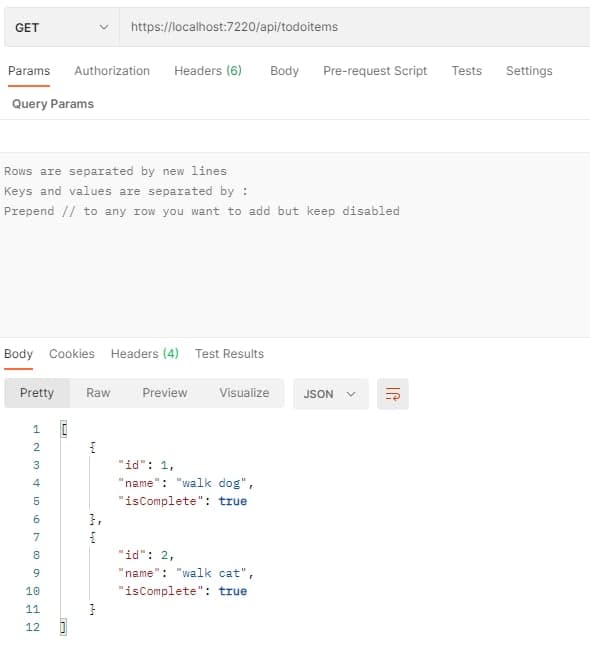 GET https://localhost:7220/api/todoitems
Params Authorization Headers (6) Body Pre-request Script Tests Settings
Query Params
Rows are separated by new lines
Keys and values are separated by :
Prepend // to any row you want to add but keep disabled
Body Cookies Headers (4) Test Results
Pretty Raw Preview Visualize JSON
1 [
2 {
3 "id": 1,
4 "name": "walk dog",
5 "isComplete": true
6 },
7 {
8 "id": 2,
9 "name": "walk cat",
10 "isComplete": true
11 }
12 ]